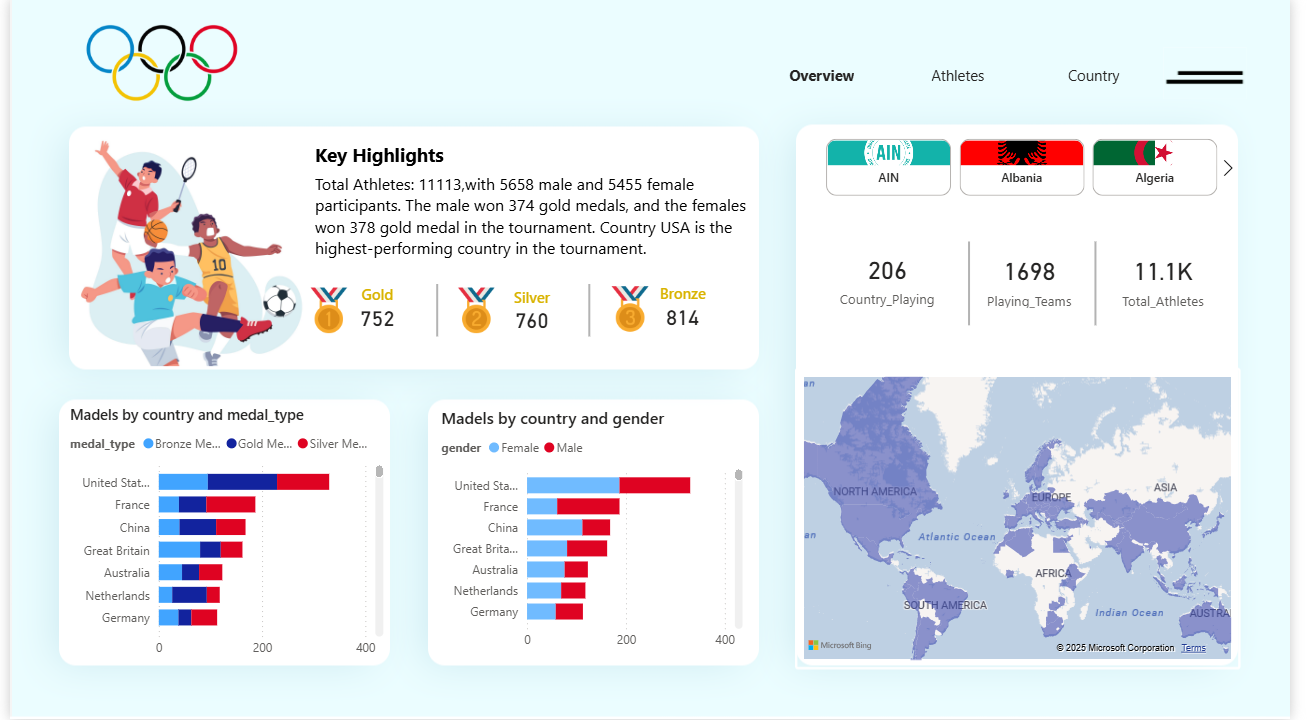 Overview
Athletes
Country
Key Highlights
Total Athletes: 11113,with 5658 male and 5455 female
participants. The male won 374 gold medals, and the females
won 378 gold medal in the tournament. Country USA is the
highest-performing country in the tournament.
10
1
Gold
752
2
Silver
760
3
Bronze
814
AIN
AIN
Albania
Algeria
206
Country_Playing
1698
Playing_Teams
11.1K
Total_Athletes
Madels by country and medal_type
medal_type
Bronze Me...
Gold Me...
Silver Me...
United Stat...
France
China
Great Britain
Australia
Netherlands
Germany
0
200
400
Madels by country and gender
gender
Female
Male
United Sta...
France
China
Great Brita...
Australia
Netherlands
Germany
0
200
400
an
NORTH AMERICA
EUROPE
ASIA
an
Atlantic Ocean
AFRICA
SOUTH AMERICA
Indian Ocean
AUSTRA
Microsoft Bing
© 2025 Microsoft Corporation
Terms